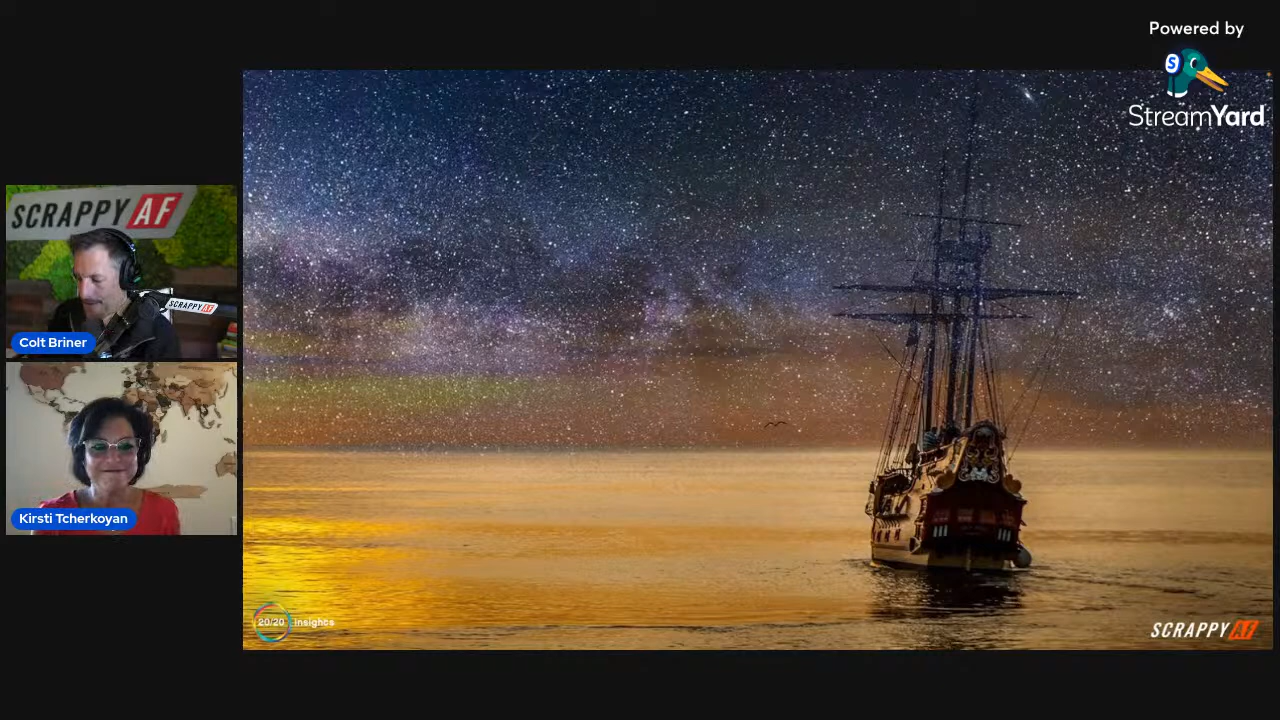 Powered by
S
StreamYard
SCRAPPY AF
SCRAPPY AF
Colt Briner
Kirsti Tcherkoyan
20/20 insights
SCRAPPY AF